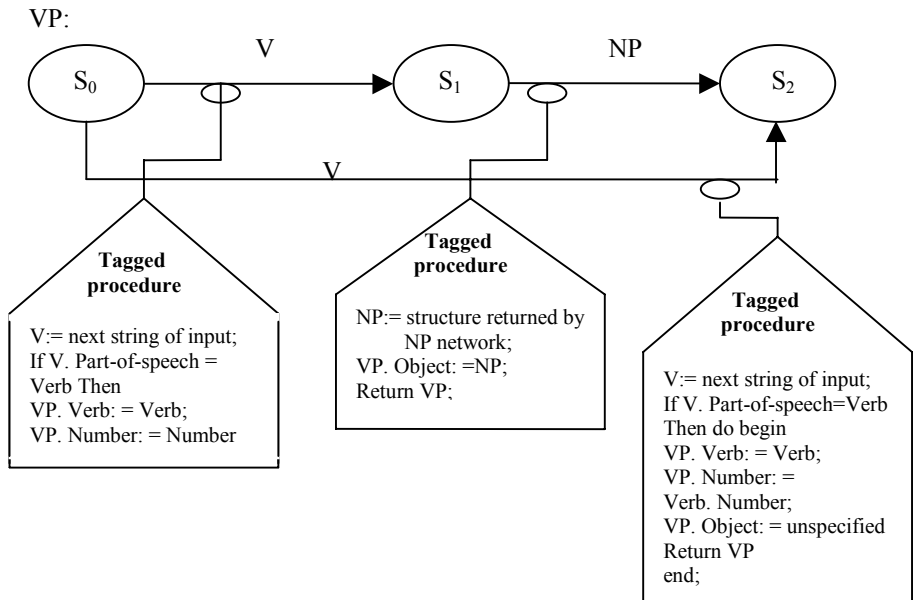 VP:
V
NP
S₀
S₁
S₂
V
Tagged
procedure
V:= next string of input;
If V. Part-of-speech =
Verb Then
VP. Verb: = Verb;
VP. Number: = Number
Tagged
procedure
NP:= structure returned by
NP network;
VP. Object: =NP;
Return VP;
Tagged
procedure
V:= next string of input;
If V. Part-of-speech=Verb
Then do begin
VP. Verb: = Verb;
VP. Number: =
Verb. Number;
VP. Object: = unspecified
Return VP
end;